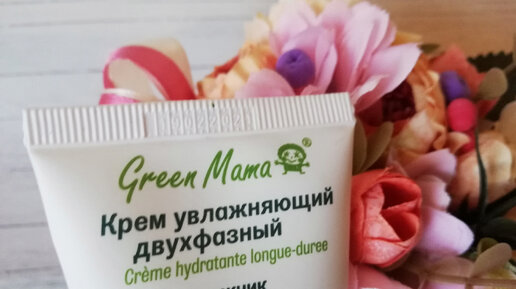 Green Mama
Крем увлажняющий
двухфазный
Crème hydratante longue-duree